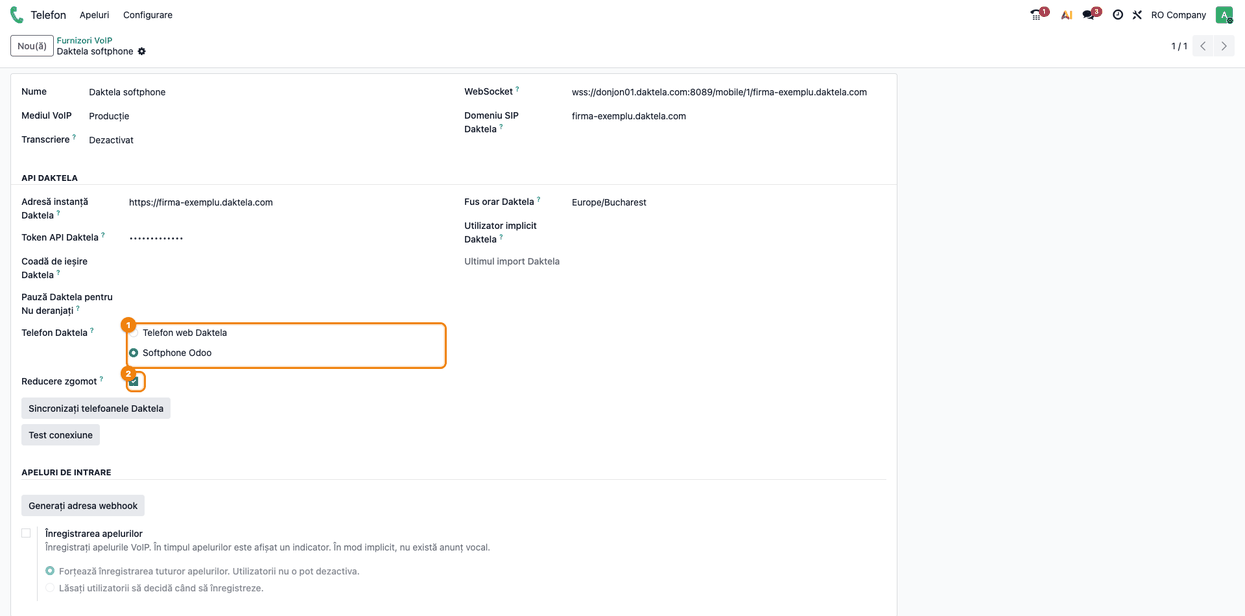 Telefon Apeluri Configurare 1 AI 3 RO Company A
Nou(ă) Furnizori VoIP
Daktela softphone
1 / 1
Nume Daktela softphone
Mediul VoIP Producție
Transcriere ? Dezactivat
WebSocket ? wss://donjon01.daktela.com:8089/mobile/1/firma-exemplu.daktela.com
Domeniu SIP
Daktela ? firma-exemplu.daktela.com
API DAKTELA
Adresă instanță
Daktela ? https://firma-exemplu.daktela.com
Token API Daktela ? •••••••••••••
Coadă de ieșire
Daktela ?
Pauză Daktela pentru
Nu deranjați ?
Telefon Daktela ?
1
Telefon web Daktela
Softphone Odoo
Reducere zgomot ?
2
Fus orar Daktela ? Europe/Bucharest
Utilizator implicit
Daktela ?
Ultimul import Daktela
Sincronizați telefoanele Daktela
Test conexiune
APELURI DE INTRARE
Generați adresa webhook
Înregistrarea apelurilor
Înregistrați apelurile VoIP. În timpul apelurilor este afișat un indicator. În mod implicit, nu există anunț vocal.
Forțează înregistrarea tuturor apelurilor. Utilizatorii nu o pot dezactiva.
Lăsați utilizatorii să decidă când să înregistreze.